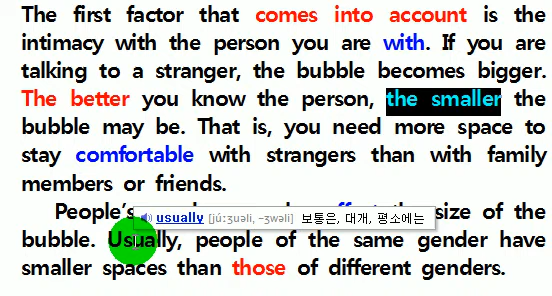 The first factor that comes into account is the
intimacy with the person you are with. If you are
talking to a stranger, the bubble becomes bigger.
The better you know the person, the smaller the
bubble may be. That is, you need more space to
stay comfortable with strangers than with family
members or friends.
People's size of the
usually [júːʒuəli, -ʒwəli] 보통은, 대개, 평소에는
bubble. Usually, people of the same gender have
smaller spaces than those of different genders.